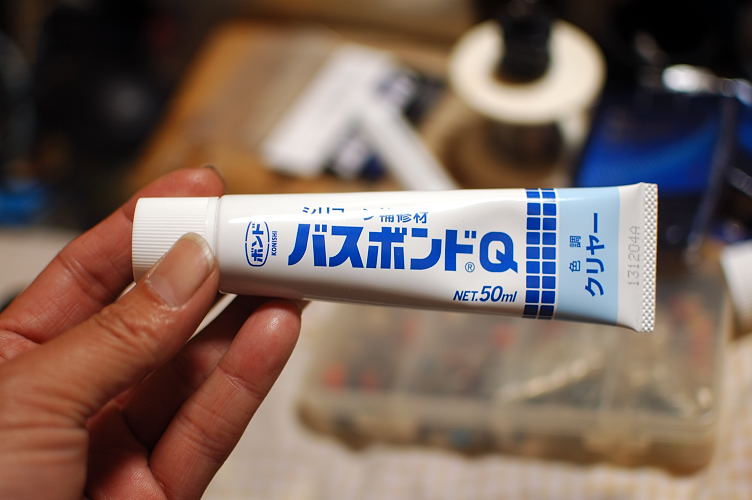 シリコーン補修材
ボンド
KONISHI
バスボンドQ®
NET.50ml
色調
クリヤー
131204A